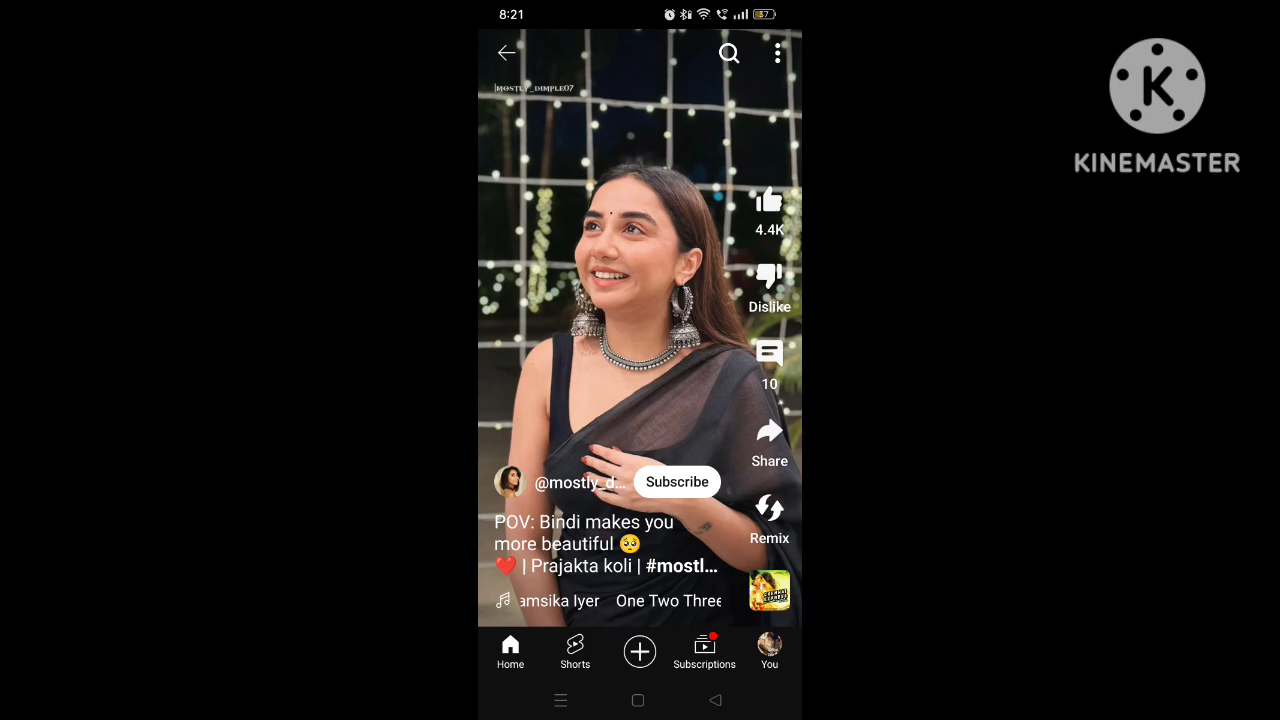 8:21
57
|MOSTLY_DIMPLE07
KINEMASTER
4.4K
Dislike
10
Share
@mostly_d... Subscribe
POV: Bindi makes you
more beautiful 🥺
❤️ | Prajakta koli | #mostl...
Remix
amsika Iyer One Two Three
Home Shorts Subscriptions You